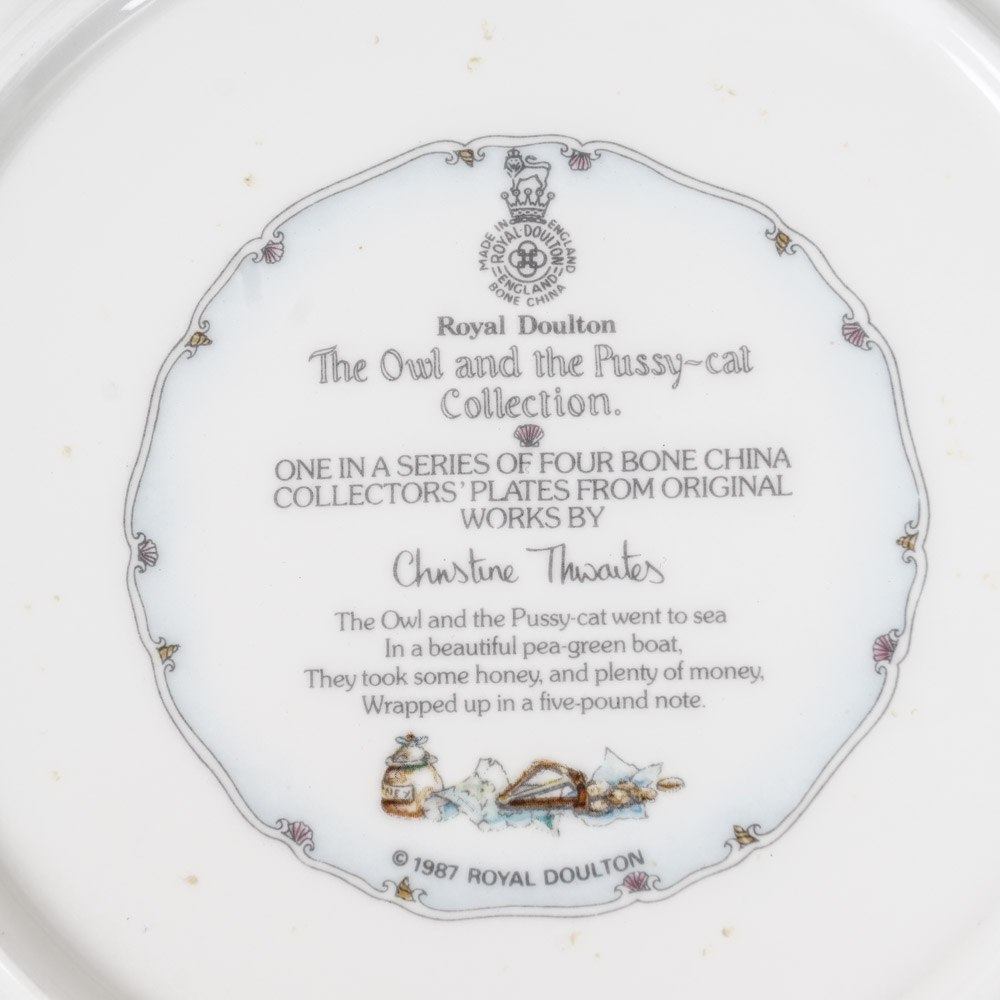 MADE IN ENGLAND
ROYAL·DOULTON
ENGLAND
BONE CHINA
Royal Doulton
The Owl and the Pussy-cat
Collection.
ONE IN A SERIES OF FOUR BONE CHINA
COLLECTORS' PLATES FROM ORIGINAL
WORKS BY
Christine Thwaites
The Owl and the Pussy-cat went to sea
In a beautiful pea-green boat,
They took some honey, and plenty of money,
Wrapped up in a five-pound note.
NEY
© 1987 ROYAL DOULTON